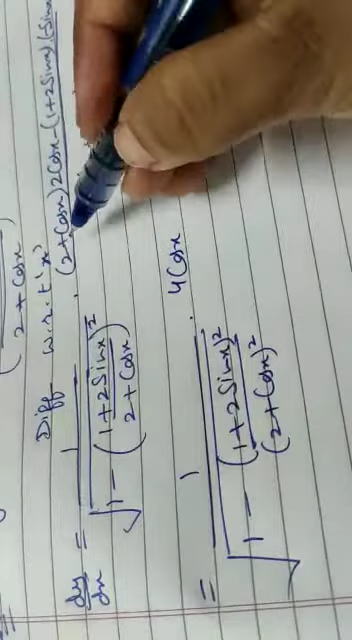 ( 2 + Cosx )
Diff w.r.t 'x'
dy/dx = 1/√(1 - ((1+2Sinx)/(2+Cosx))²) . (2+Cosx)2Cosx-(1+2Sinx).(Sinx
= 1/√(1 - (1+2Sinx)²/(2+Cosx)²) . 4Cosx